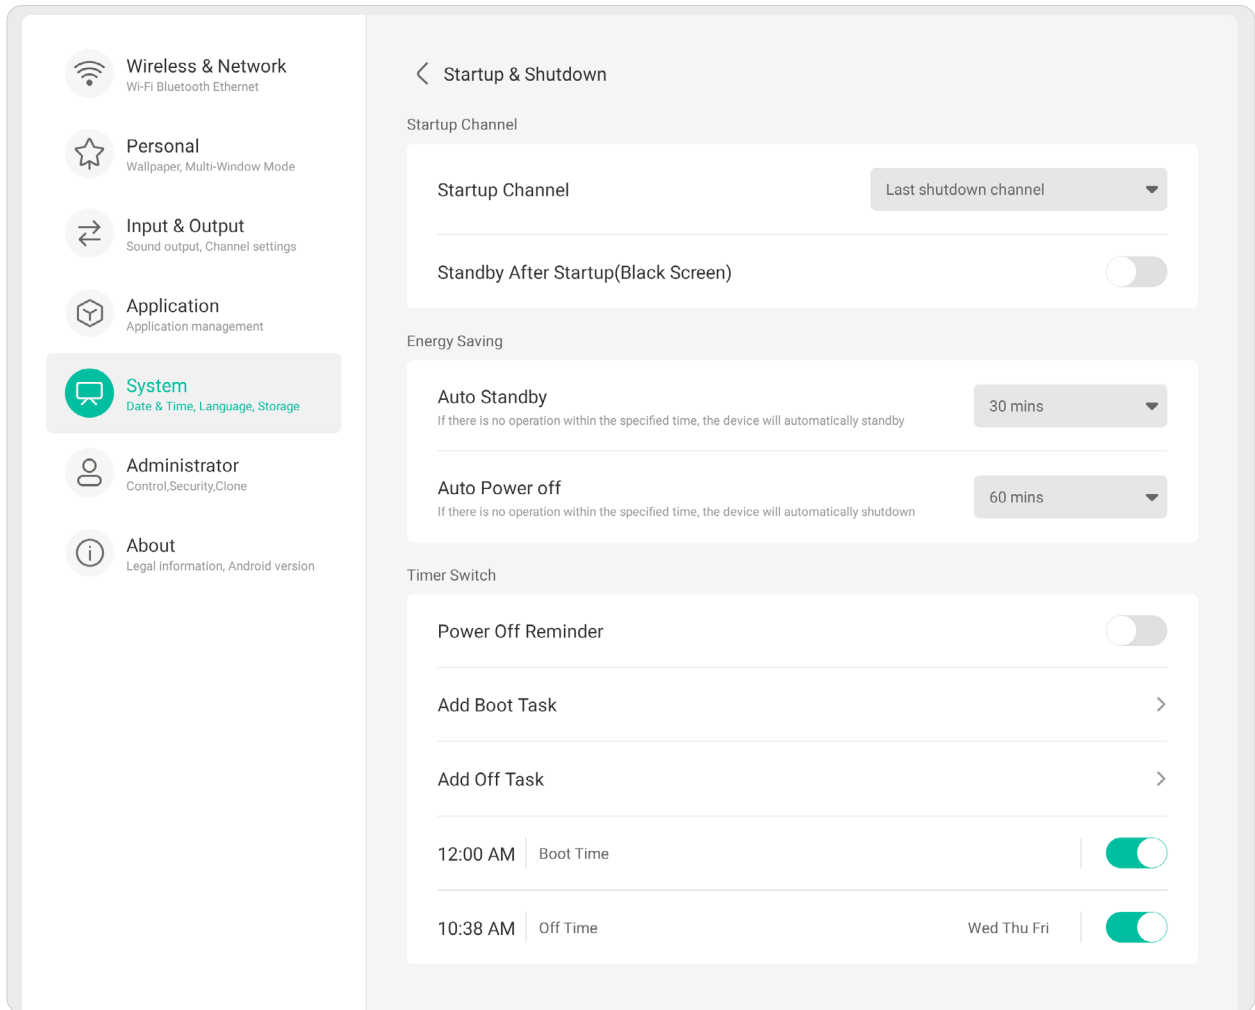 Wireless & Network
Wi-Fi Bluetooth Ethernet
Personal
Wallpaper, Multi-Window Mode
Input & Output
Sound output, Channel settings
Application
Application management
System
Date & Time, Language, Storage
Administrator
Control,Security,Clone
About
Legal information, Android version
Startup & Shutdown
Startup Channel
Startup Channel
Last shutdown channel
Standby After Startup(Black Screen)
Energy Saving
Auto Standby
If there is no operation within the specified time, the device will automatically standby
30 mins
Auto Power off
If there is no operation within the specified time, the device will automatically shutdown
60 mins
Timer Switch
Power Off Reminder
Add Boot Task
Add Off Task
12:00 AM Boot Time
10:38 AM Off Time Wed Thu Fri